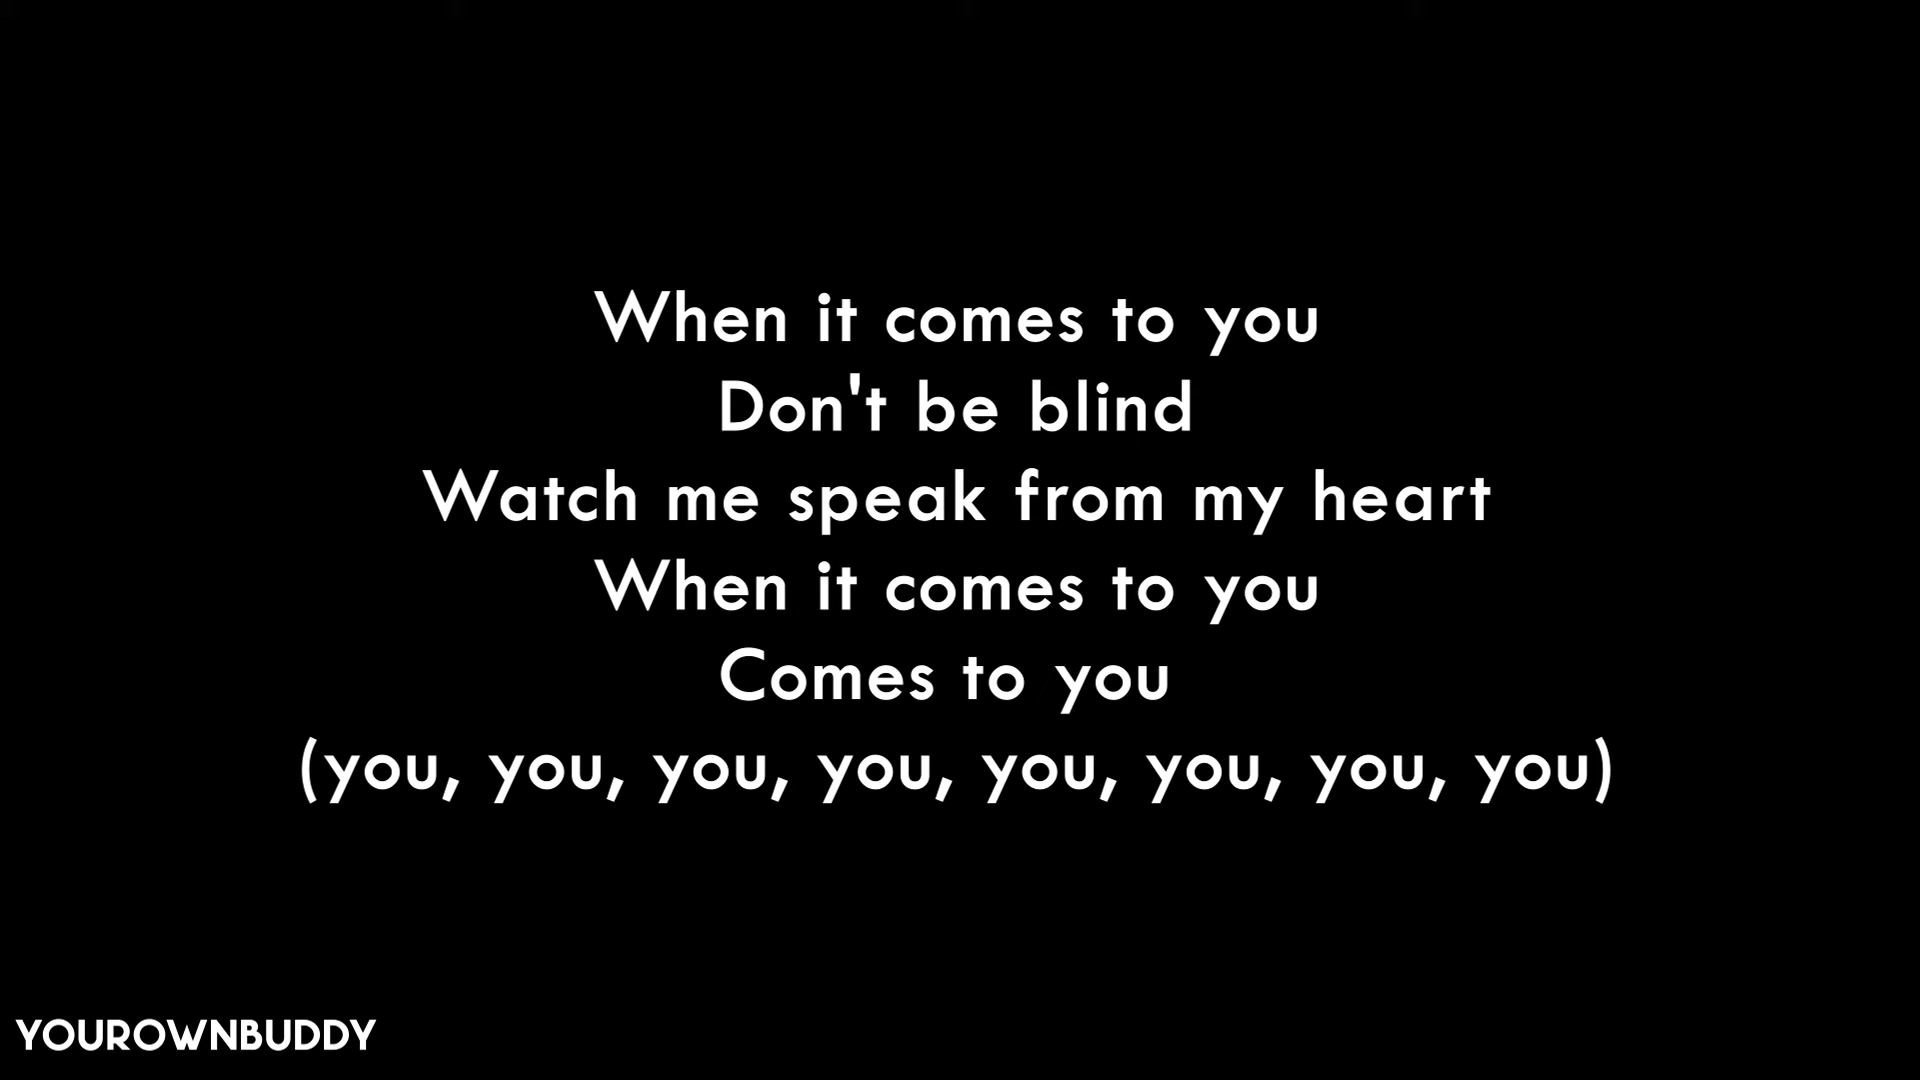 When it comes to you
Don't be blind
Watch me speak from my heart
When it comes to you
Comes to you
(you, you, you, you, you, you, you, you)
YOUROWNBUDDY